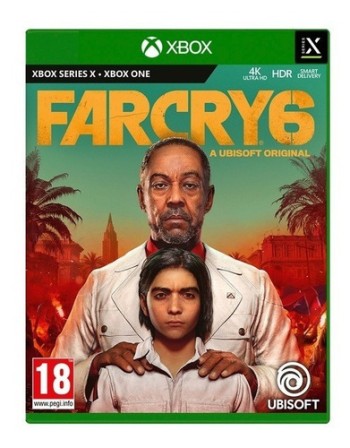 XBOX
SERIES X
XBOX SERIES X • XBOX ONE
4K ULTRA HD
HDR
SMART DELIVERY
FARCRY6
A UBISOFT ORIGINAL
18
www.pegi.info
UBISOFT